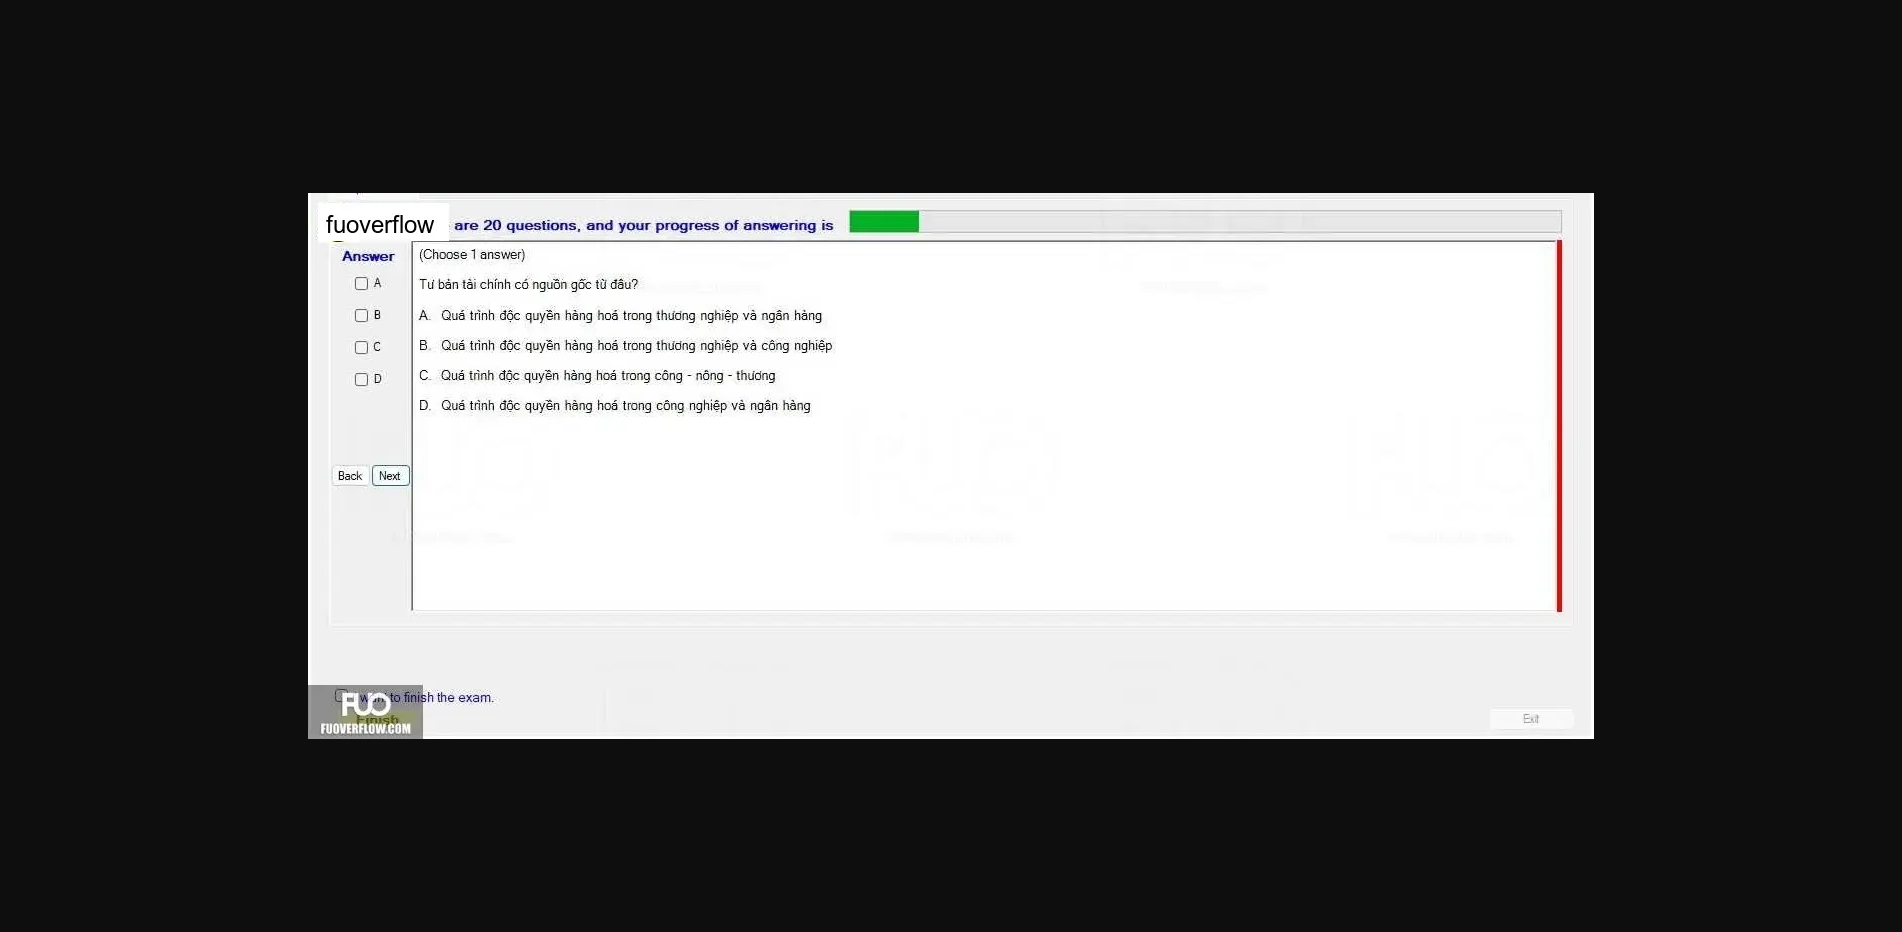 fuoverflow are 20 questions, and your progress of answering is
Answer
(Choose 1 answer)
A
Tư bản tài chính có nguồn gốc từ đâu?
B
A. Quá trình độc quyền hàng hoá trong thương nghiệp và ngân hàng
C
B. Quá trình độc quyền hàng hoá trong thương nghiệp và công nghiệp
D
C. Quá trình độc quyền hàng hoá trong công - nông - thương
D. Quá trình độc quyền hàng hoá trong công nghiệp và ngân hàng
Back Next
I want to finish the exam.
FUO
Finish
FUOVERFLOW.COM
Exit